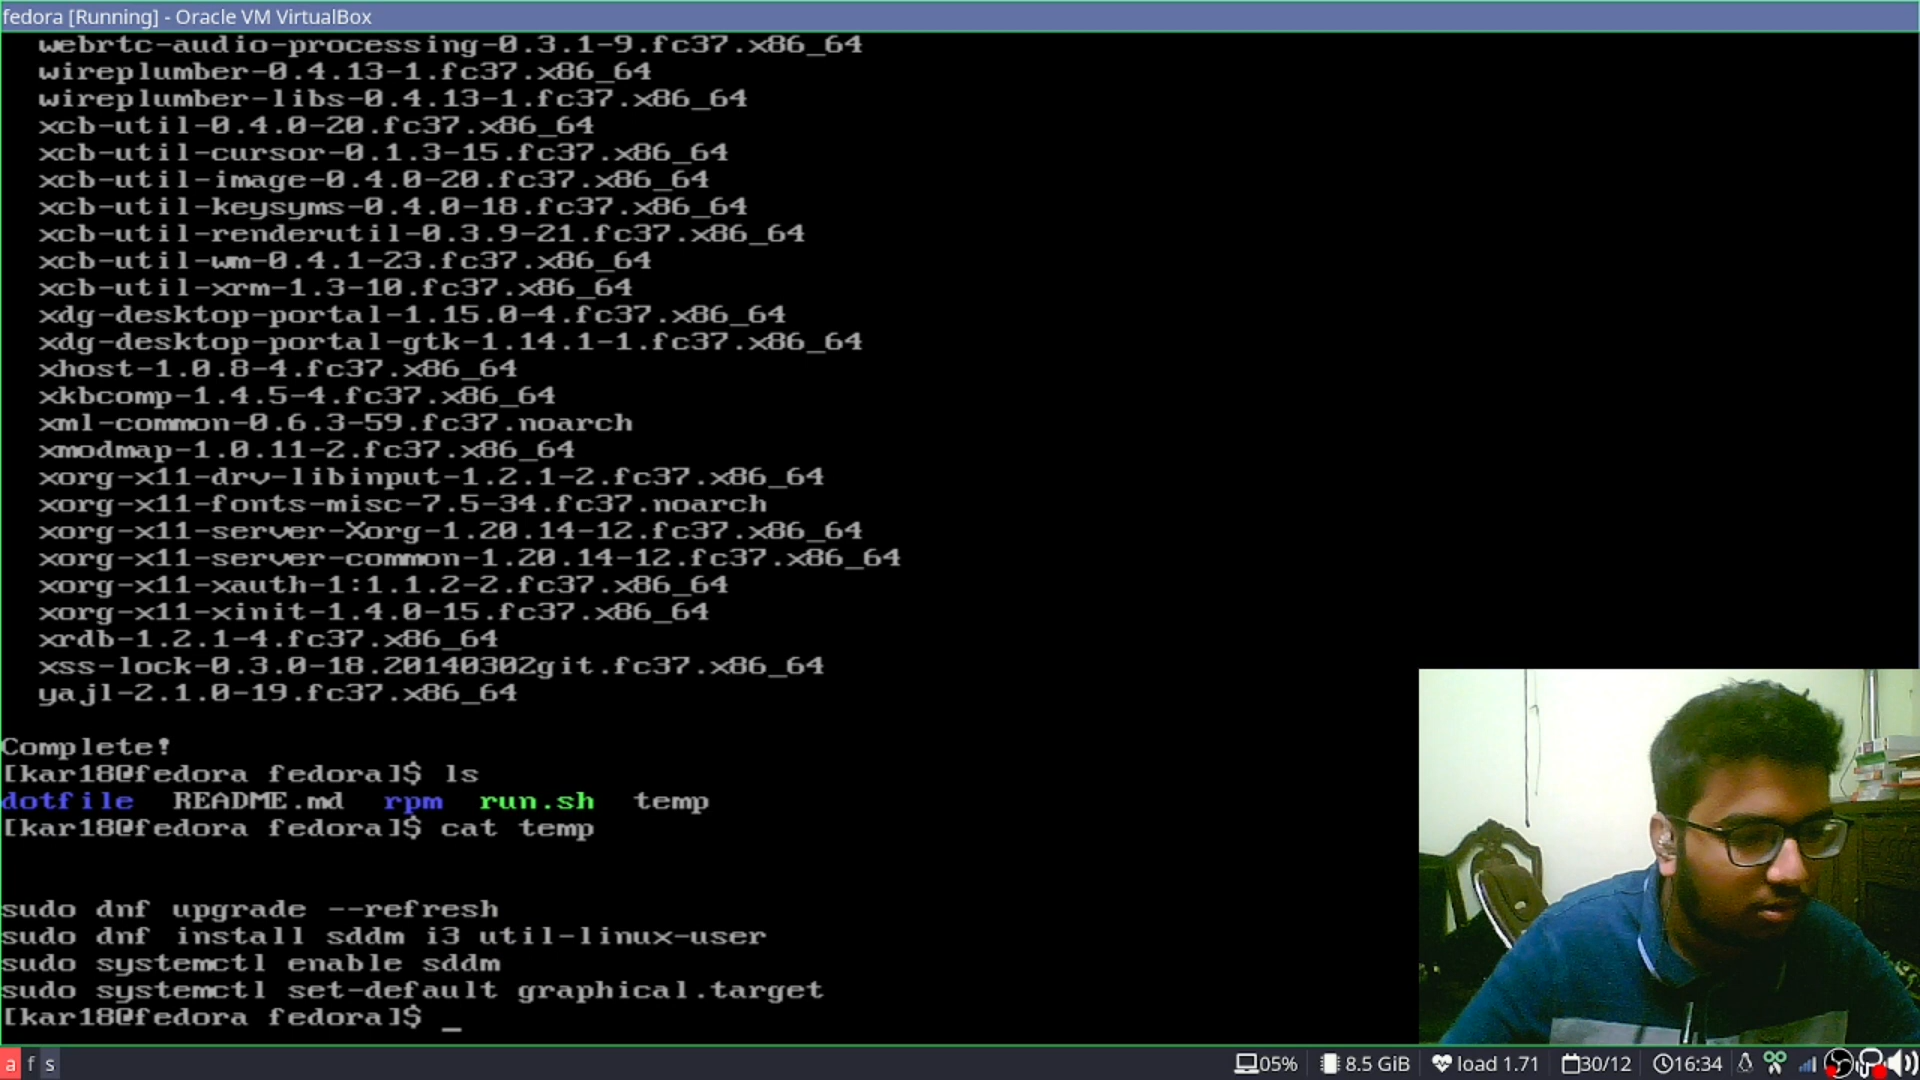 fedora [Running] - Oracle VM VirtualBox
webrtc-audio-processing-0.3.1-9.fc37.x86_64
wireplumber-0.4.13-1.fc37.x86_64
wireplumber-libs-0.4.13-1.fc37.x86_64
xcb-util-0.4.0-20.fc37.x86_64
xcb-util-cursor-0.1.3-15.fc37.x86_64
xcb-util-image-0.4.0-20.fc37.x86_64
xcb-util-keysyms-0.4.0-18.fc37.x86_64
xcb-util-renderutil-0.3.9-21.fc37.x86_64
xcb-util-wm-0.4.1-23.fc37.x86_64
xcb-util-xrm-1.3-10.fc37.x86_64
xdg-desktop-portal-1.15.0-4.fc37.x86_64
xdg-desktop-portal-gtk-1.14.1-1.fc37.x86_64
xhost-1.0.8-4.fc37.x86_64
xkbcomp-1.4.5-4.fc37.x86_64
xml-common-0.6.3-59.fc37.noarch
xmodmap-1.0.11-2.fc37.x86_64
xorg-x11-drv-libinput-1.2.1-2.fc37.x86_64
xorg-x11-fonts-misc-7.5-34.fc37.noarch
xorg-x11-server-Xorg-1.20.14-12.fc37.x86_64
xorg-x11-server-common-1.20.14-12.fc37.x86_64
xorg-x11-xauth-1:1.1.2-2.fc37.x86_64
xorg-x11-xinit-1.4.0-15.fc37.x86_64
xrdb-1.2.1-4.fc37.x86_64
xss-lock-0.3.0-18.20140302git.fc37.x86_64
yajl-2.1.0-19.fc37.x86_64
Complete!
[kar18@fedora fedora]$ ls
dotfile README.md rpm run.sh temp
[kar18@fedora fedora]$ cat temp
sudo dnf upgrade --refresh
sudo dnf install sddm i3 util-linux-user
sudo systemctl enable sddm
sudo systemctl set-default graphical.target
[kar18@fedora fedora]$ _
a f s 05% 8.5 GiB load 1.71 30/12 16:34